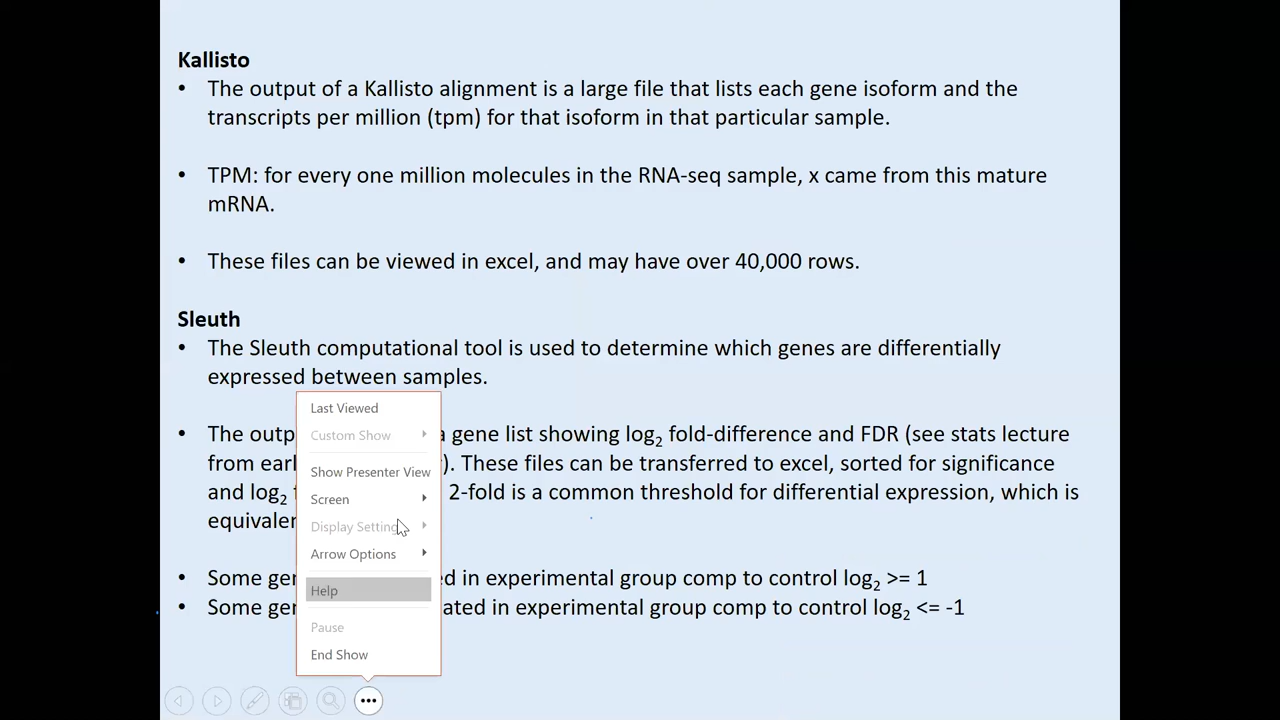 Kallisto
• The output of a Kallisto alignment is a large file that lists each gene isoform and the
transcripts per million (tpm) for that isoform in that particular sample.
• TPM: for every one million molecules in the RNA-seq sample, x came from this mature
mRNA.
• These files can be viewed in excel, and may have over 40,000 rows.
Sleuth
• The Sleuth computational tool is used to determine which genes are differentially
expressed between samples.
• The a gene list showing log2 fold-difference and FDR (see stats lecture
from ). These files can be transferred to excel, sorted for significance
and log2 2-fold is a common threshold for differential expression, which is
• Some in experimental group comp to control log2 >= 1
• Some in experimental group comp to control log2 <= -1
Last Viewed
Custom Show
Show Presenter View
Screen
Display Settings
Arrow Options
Help
Pause
End Show